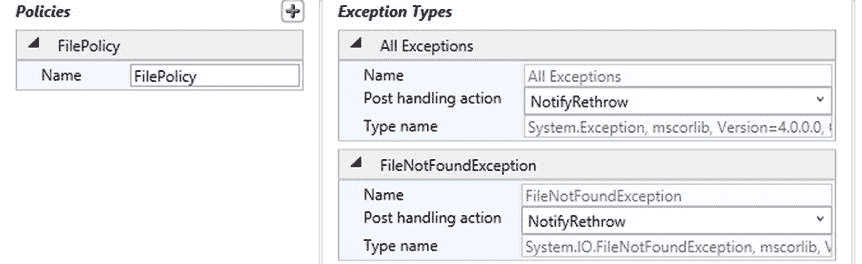 Policies
FilePolicy
Name FilePolicy
Exception Types
All Exceptions
Name All Exceptions
Post handling action NotifyRethrow
Type name System.Exception, mscorlib, Version=4.0.0.0,
FileNotFoundException
Name FileNotFoundException
Post handling action NotifyRethrow
Type name System.IO.FileNotFoundException, mscorlib,